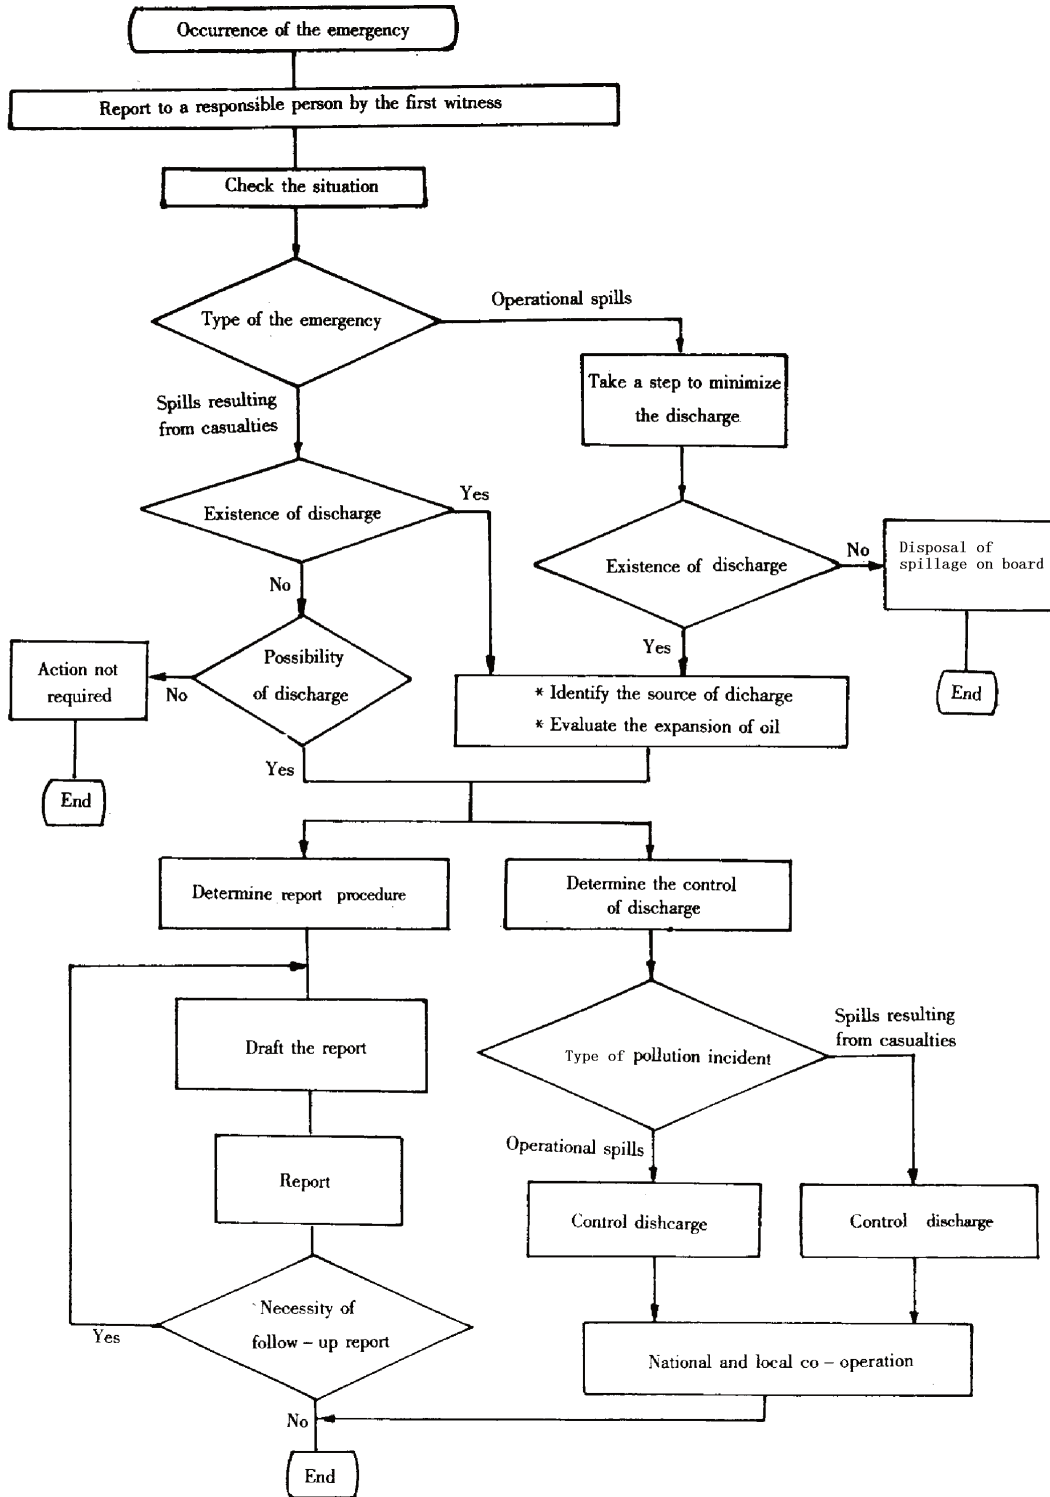 Occurrence of the emergency
Report to a responsible person by the first witness
Check the situation
Type of the emergency
Operational spills
Take a step to minimize
the discharge
Spills resulting
from casualties
Existence of discharge
Yes
Existence of discharge
No
Disposal of
spillage on board
End
No
Yes
Possibility
of discharge
No
Action not
required
End
* Identify the source of dicharge
* Evaluate the expansion of oil
Yes
Determine report procedure
Determine the control
of discharge
Draft the report
Type of pollution incident
Spills resulting
from casualties
Operational spills
Report
Control dishcarge
Control discharge
Necessity of
follow – up report
Yes
National and local co – operation
No
End